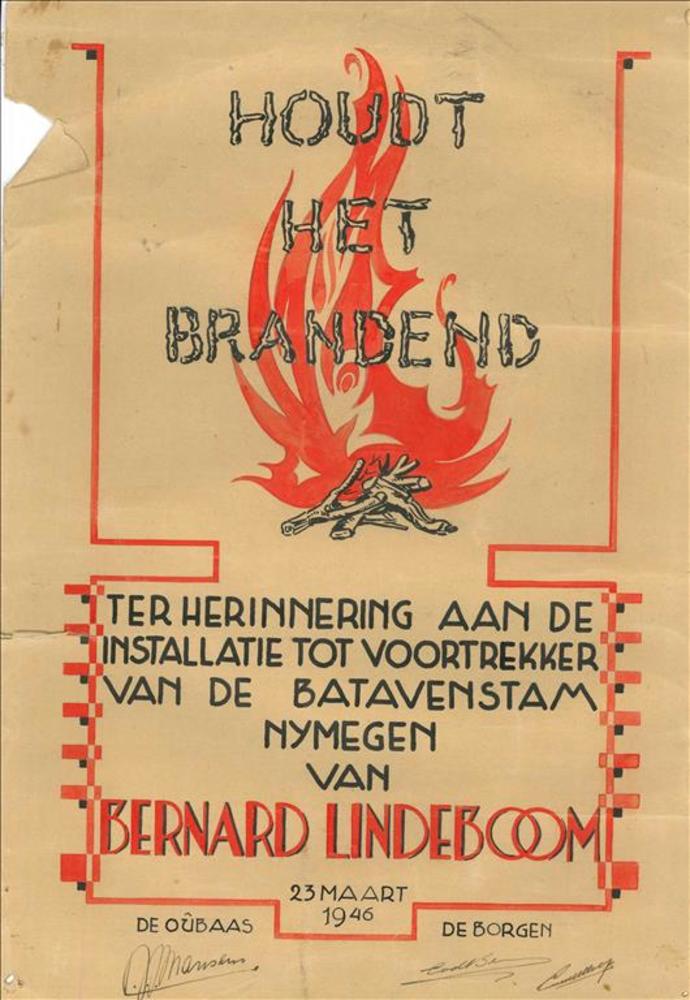 HOUDT
HET
BRANDEND
TER HERINNERING AAN DE
INSTALLATIE TOT VOORTREKKER
VAN DE BATAVENSTAM
NYMEGEN
VAN
BERNARD LINDEBOOM
23 MAART
1946
DE OÛBAAS
DE BORGEN